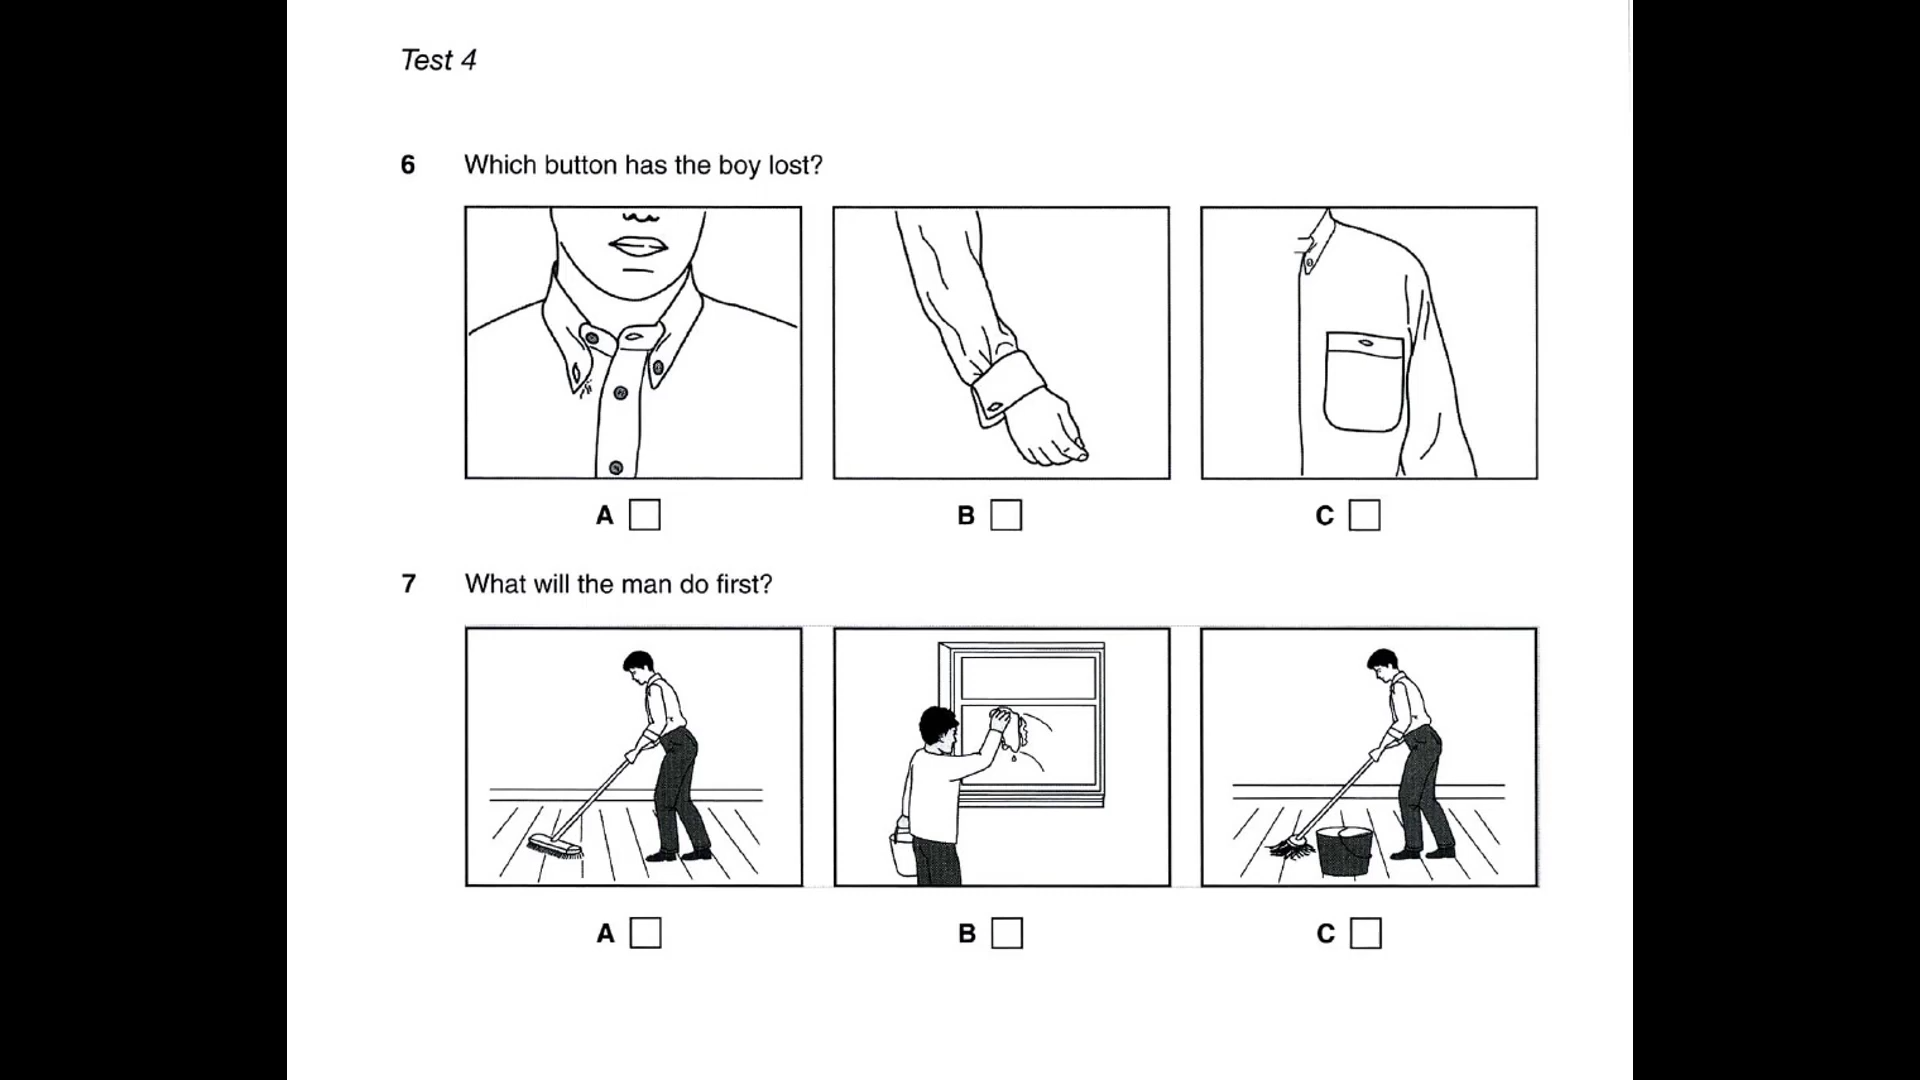 Test 4
6 Which button has the boy lost?
A B C
7 What will the man do first?
A B C